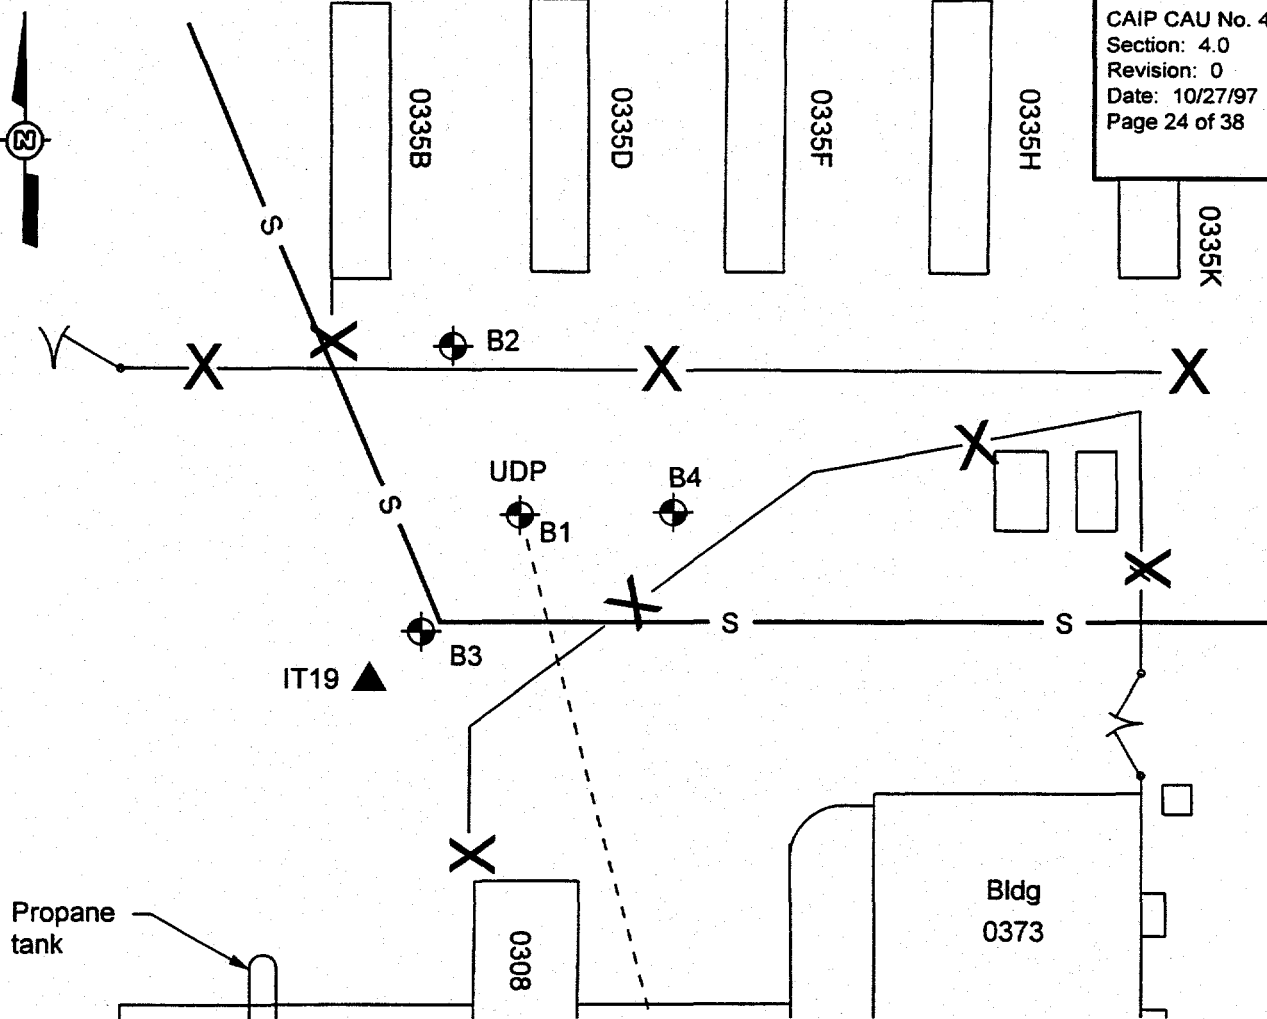 CAIP CAU No. 4
Section: 4.0
Revision: 0
Date: 10/27/97
Page 24 of 38
N
0335B
0335D
0335F
0335H
0335K
S
X
B2
X
X
X
X
S
UDP
B4
B1
X
X
S
S
B3
IT19
X
Propane
tank
0308
Bldg
0373